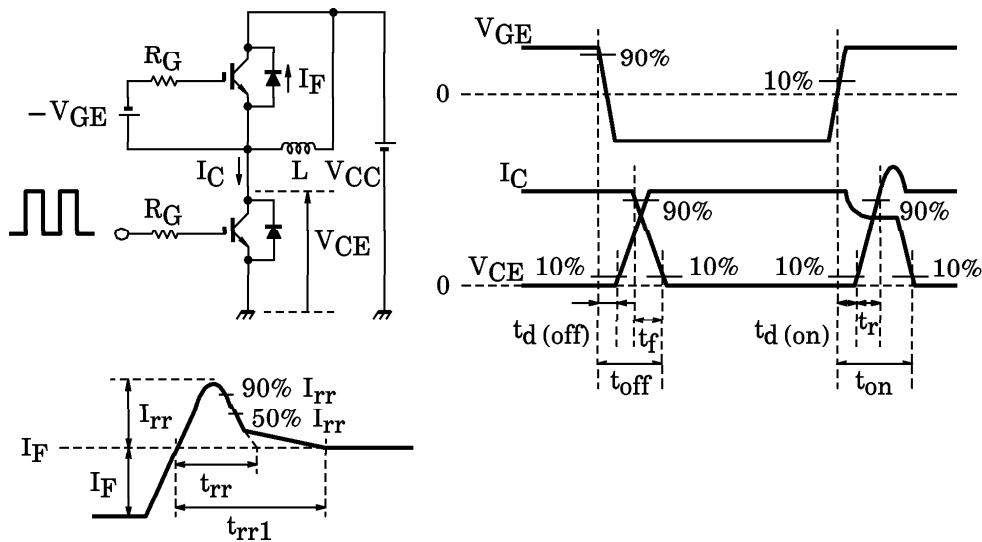 R_G
I_F
−V_GE
I_C
L
V_CC
R_G
V_CE
V_GE
90%
10%
0
I_C
90%
90%
V_CE
10%
10%
10%
10%
0
t_d (off)
t_f
t_d (on)
t_r
t_off
t_on
I_rr
90% I_rr
50% I_rr
I_F
I_F
t_rr
t_rr1